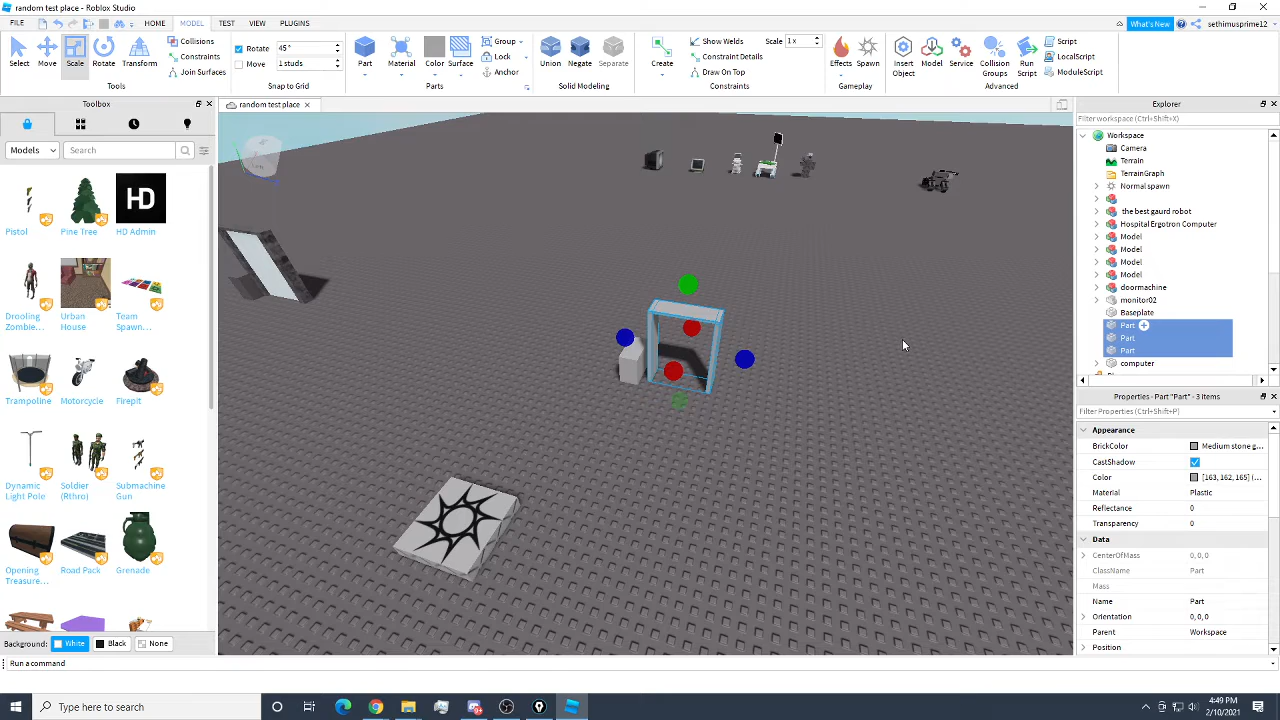 random test place - Roblox Studio
FILE HOME MODEL TEST VIEW PLUGINS What's New sethimusprime12
Select Move Scale Rotate Transform
Collisions
Constraints
Join Surfaces
Tools
Rotate 45°
Move 1 studs
Snap to Grid
Part Material Color Surface
Group
Lock
Anchor
Parts
Union Negate Separate
Solid Modeling
Create
Show Welds Scale 1 x
Constraint Details
Draw On Top
Constraints
Effects Spawn
Gameplay
Insert Object Model Service Collision Groups Run Script
Script
LocalScript
ModuleScript
Advanced
Toolbox
random test place
Models Search
HD
Pistol Pine Tree HD Admin
Drooling Zombie... Urban House Team Spawn...
Trampoline Motorcycle Firepit
Dynamic Light Pole Soldier (Rthro) Submachine Gun
Opening Treasure... Road Pack Grenade
Background: White Black None
Run a command
Explorer
Filter workspace (Ctrl+Shift+X)
Workspace
Camera
Terrain
TerrainGraph
Normal spawn
the best gaurd robot
Hospital Ergotron Computer
Model
Model
Model
Model
doormachine
monitor02
Baseplate
Part
Part
Part
computer
Properties - Part "Part" - 3 items
Filter Properties (Ctrl+Shift+P)
Appearance
BrickColor Medium stone g...
CastShadow
Color [163, 162, 165] (...
Material Plastic
Reflectance 0
Transparency 0
Data
CenterOfMass 0, 0, 0
ClassName Part
Mass
Name Part
Orientation 0, 0, 0
Parent Workspace
Position
Type here to search
4:49 PM
2/10/2021